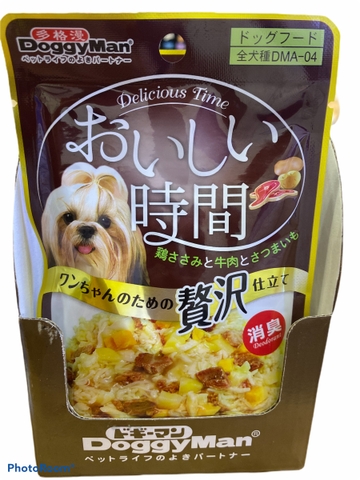 多格漫
DoggyMan®
ペットライフのよきパートナー
ドッグフード
全犬種DMA-04
Delicious Time
おいしい
時間
鶏ささみと牛肉とさつまいも
ワンちゃんのための贅沢仕立て
消臭
Deodorant
ドギーマン
DoggyMan®
ペットライフのよきパートナー